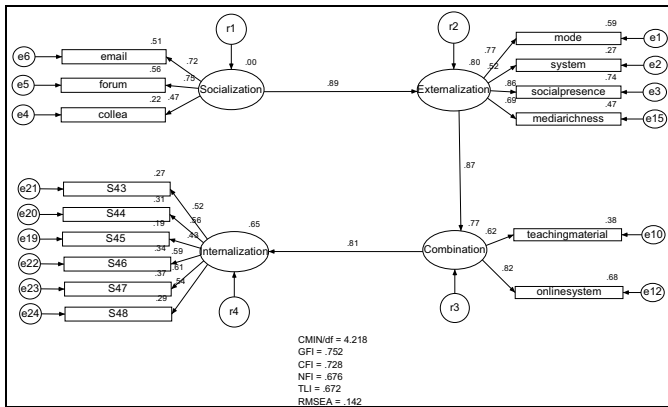 r1
r2
e6
email
.51
.72
e5
forum
.56
.75
e4
collea
.22
.47
Socialization
.00
.89
Externalization
.80
.77
mode
.59
e1
.52
system
.27
e2
.86
socialpresence
.74
e3
.69
mediarichness
.47
e15
.87
e21
S43
.27
.52
e20
S44
.31
.56
e19
S45
.19
.43
e22
S46
.34
.59
e23
S47
.37
.61
e24
S48
.29
.54
Internalization
.65
.81
Combination
.77
.62
teachingmaterial
.38
e10
.82
onlinesystem
.68
e12
r4
r3
CMIN/df = 4.218
GFI = .752
CFI = .728
NFI = .676
TLI = .672
RMSEA = .142